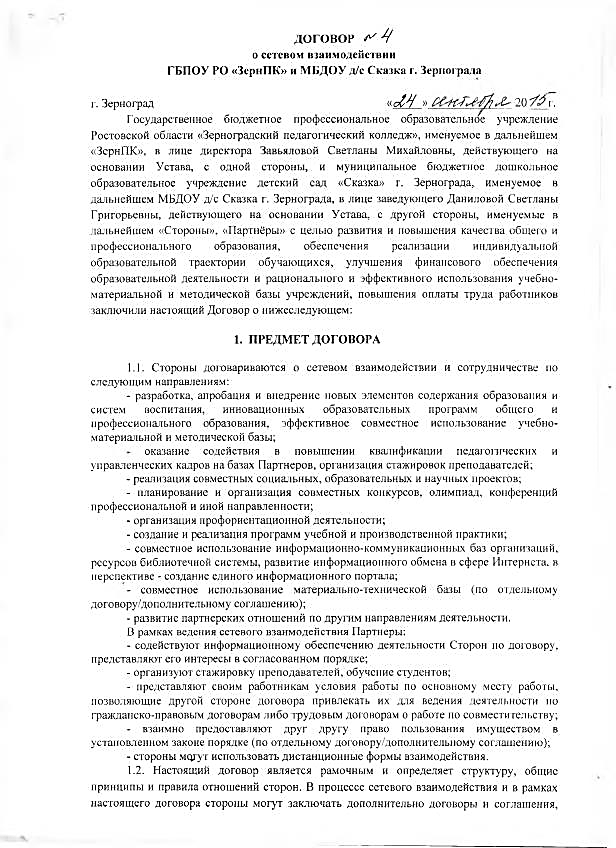 ДОГОВОР № 4
о сетевом взаимодействии
ГБПОУ РО «ЗернПК» и МБДОУ д/с Сказка г. Зернограда
г. Зерноград «24» сентября 2015г.
Государственное бюджетное профессиональное образовательное учреждение
Ростовской области «Зерноградский педагогический колледж», именуемое в дальнейшем
«ЗернПК», в лице директора Завьяловой Светланы Михайловны, действующего на
основании Устава, с одной стороны, и муниципальное бюджетное дошкольное
образовательное учреждение детский сад «Сказка» г. Зернограда, именуемое в
дальнейшем МБДОУ д/с Сказка г. Зернограда, в лице заведующего Даниловой Светланы
Григорьевны, действующего на основании Устава, с другой стороны, именуемые в
дальнейшем «Стороны», «Партнёры» с целью развития и повышения качества общего и
профессионального образования, обеспечения реализации индивидуальной
образовательной траектории обучающихся, улучшения финансового обеспечения
образовательной деятельности и рационального и эффективного использования учебно-
материальной и методической базы учреждений, повышения оплаты труда работников
заключили настоящий Договор о нижеследующем:
1. ПРЕДМЕТ ДОГОВОРА
1.1. Стороны договариваются о сетевом взаимодействии и сотрудничестве по
следующим направлениям:
- разработка, апробация и внедрение новых элементов содержания образования и
систем воспитания, инновационных образовательных программ общего и
профессионального образования, эффективное совместное использование учебно-
материальной и методической базы;
- оказание содействия в повышении квалификации педагогических и
управленческих кадров на базах Партнеров, организация стажировок преподавателей;
- реализация совместных социальных, образовательных и научных проектов;
- планирование и организация совместных конкурсов, олимпиад, конференций
профессиональной и иной направленности;
- организация профориентационной деятельности;
- создание и реализация программ учебной и производственной практики;
- совместное использование информационно-коммуникационных баз организаций,
ресурсов библиотечной системы, развитие информационного обмена в сфере Интернета, в
перспективе - создание единого информационного портала;
- совместное использование материально-технической базы (по отдельному
договору/дополнительному соглашению);
- развитие партнерских отношений по другим направлениям деятельности.
В рамках ведения сетевого взаимодействия Партнеры:
- содействуют информационному обеспечению деятельности Сторон по договору,
представляют его интересы в согласованном порядке;
- организуют стажировку преподавателей, обучение студентов;
- представляют своим работникам условия работы по основному месту работы,
позволяющие другой стороне договора привлекать их для ведения деятельности по
гражданско-правовым договорам либо трудовым договорам о работе по совместительству;
- взаимно предоставляют друг другу право пользования имуществом в
установленном законе порядке (по отдельному договору/дополнительному соглашению);
- стороны могут использовать дистанционные формы взаимодействия.
1.2. Настоящий договор является рамочным и определяет структуру, общие
принципы и правила отношений сторон. В процессе сетевого взаимодействия и в рамках
настоящего договора стороны могут заключать дополнительно договоры и соглашения,